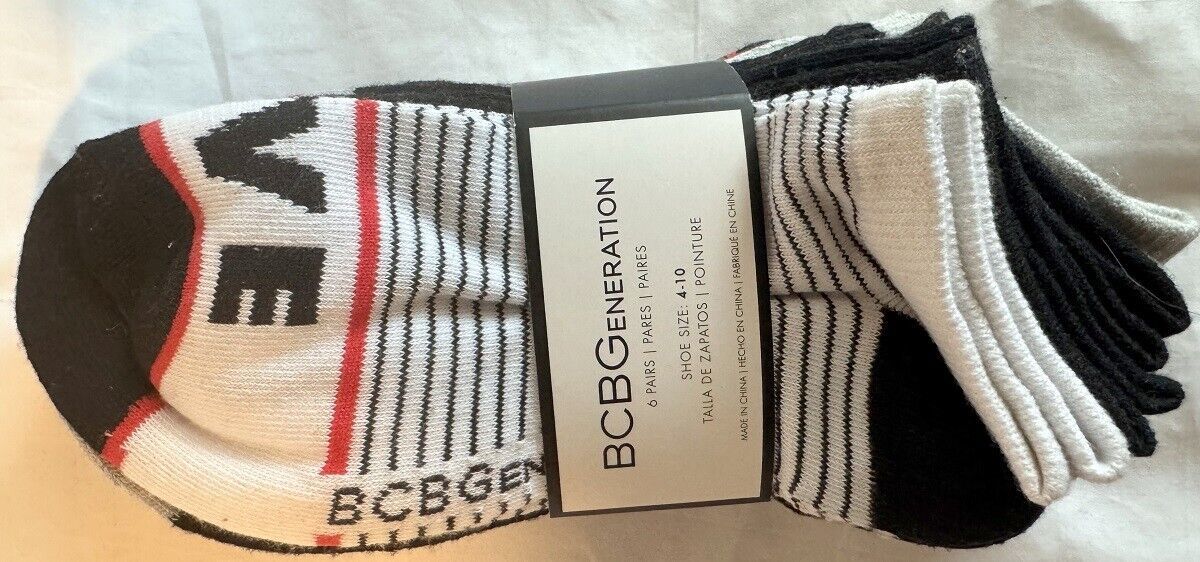 VE
BCBGEN
BCBGENERATION
6 PAIRS | PARES | PAIRES
SHOE SIZE: 4-10
TALLA DE ZAPATOS | POINTURE
MADE IN CHINA | HECHO EN CHINA | FABRIQUÉ EN CHINE